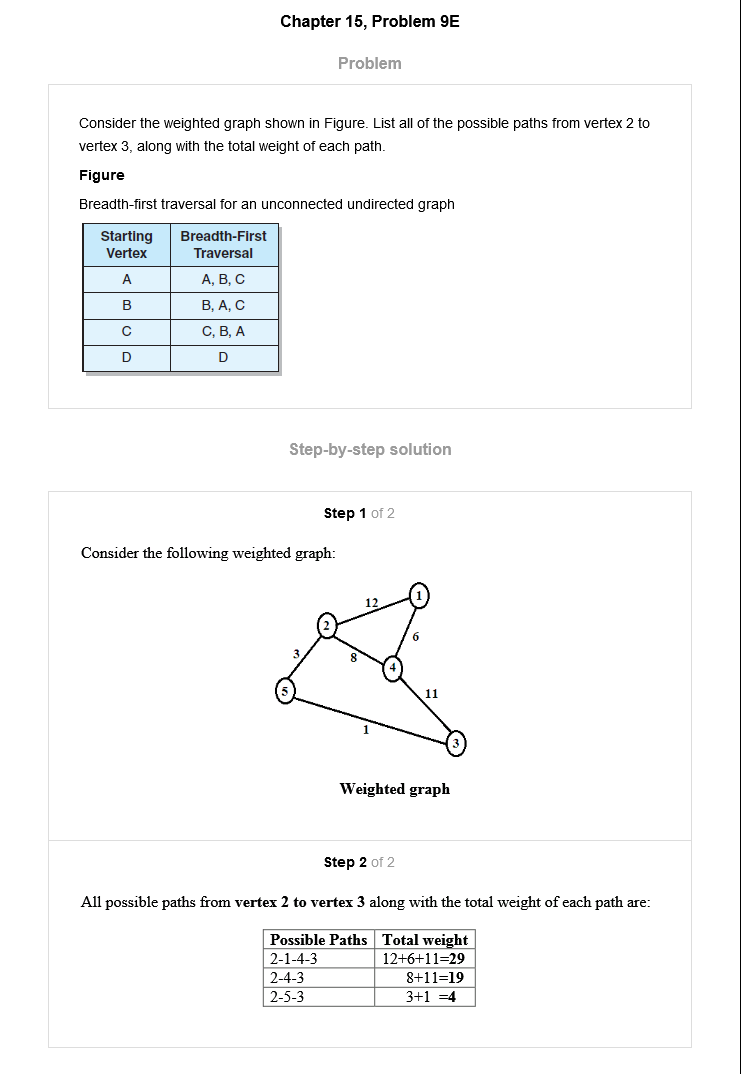 Chapter 15, Problem 9E
Problem
Consider the weighted graph shown in Figure. List all of the possible paths from vertex 2 to
vertex 3, along with the total weight of each path.
Figure
Breadth-first traversal for an unconnected undirected graph
Starting Vertex Breadth-First Traversal
A A, B, C
B B, A, C
C C, B, A
D D
Step-by-step solution
Step 1 of 2
Consider the following weighted graph:
12 1
2
6
3 8 4
5 11
1
3
Weighted graph
Step 2 of 2
All possible paths from vertex 2 to vertex 3 along with the total weight of each path are:
Possible Paths Total weight
2-1-4-3 12+6+11=29
2-4-3 8+11=19
2-5-3 3+1 =4